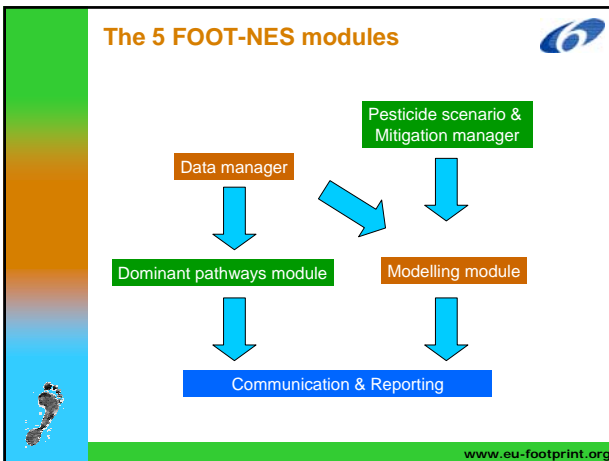 The 5 FOOT-NES modules
6
Pesticide scenario &
Mitigation manager
Data manager
Dominant pathways module
Modelling module
Communication & Reporting
www.eu-footprint.org